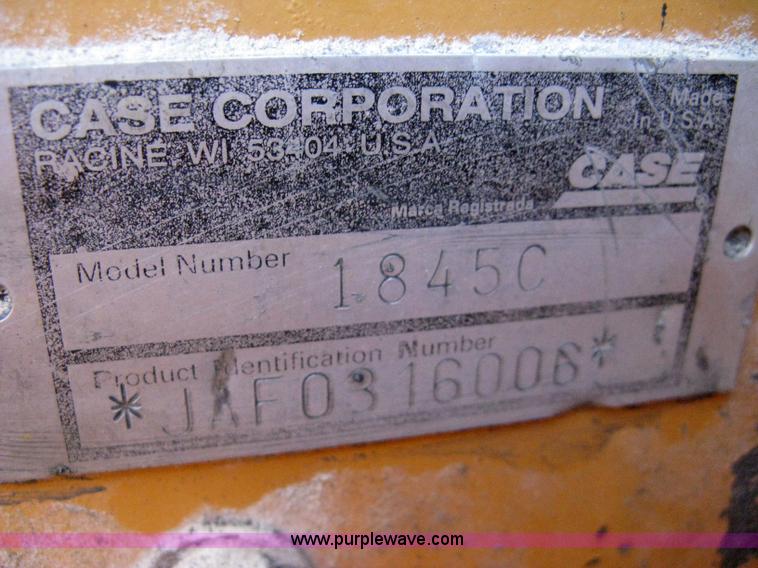 CASE CORPORATION
RACINE, WI 53404 U.S.A.
Made
In U.S.A.
CASE
Marca Registrada
Model Number 1845C
Product Identification Number
*JAF0316006*
www.purplewave.com